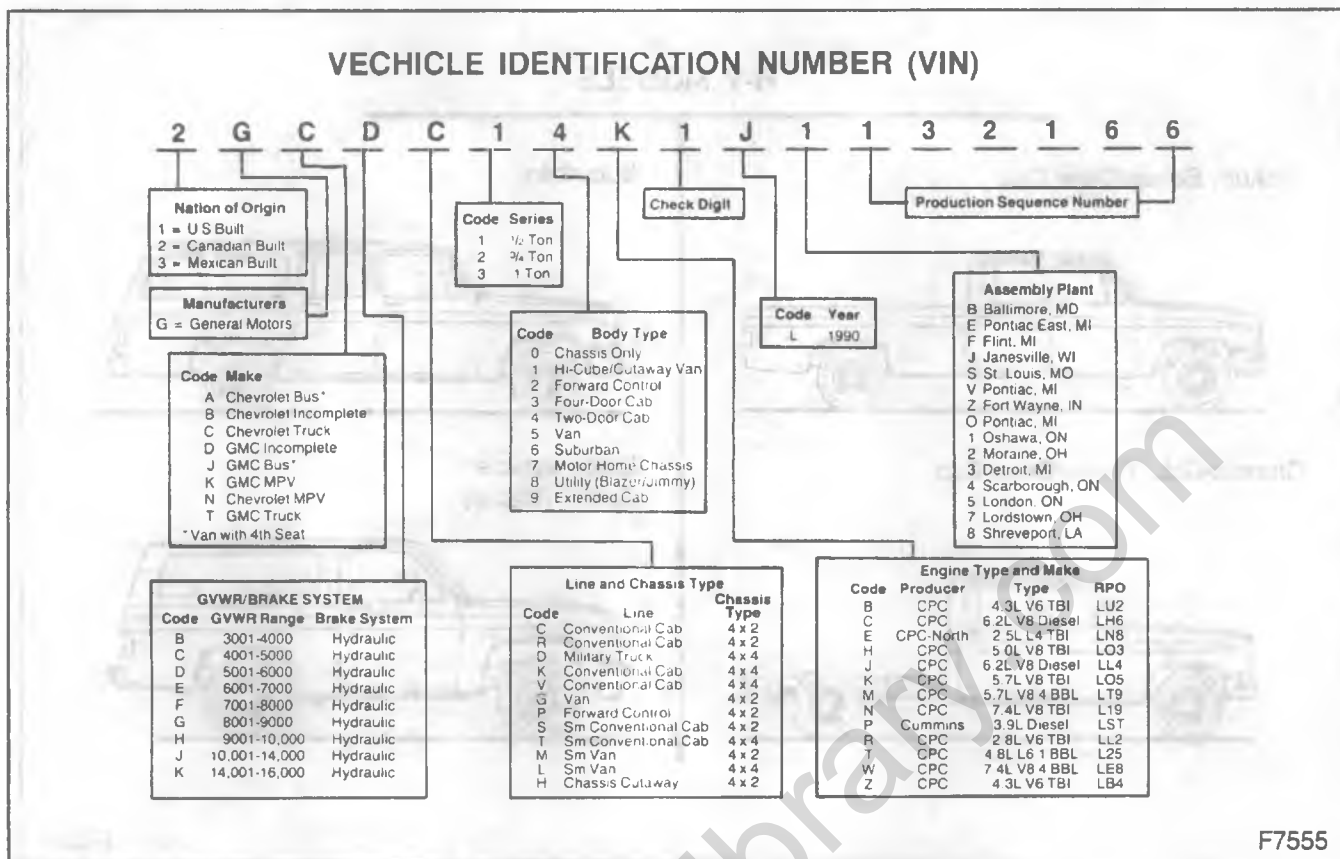 VECHICLE IDENTIFICATION NUMBER (VIN)
2 G C D C 1 4 K 1 J 1 1 3 2 1 6 6
Nation of Origin
1 = U S Built
2 = Canadian Built
3 = Mexican Built
Manufacturers
G = General Motors
Code Make
A Chevrolet Bus*
B Chevrolet Incomplete
C Chevrolet Truck
D GMC Incomplete
J GMC Bus*
K GMC MPV
N Chevrolet MPV
T GMC Truck
*Van with 4th Seat
GVWR/BRAKE SYSTEM
Code GVWR Range Brake System
B 3001-4000 Hydraulic
C 4001-5000 Hydraulic
D 5001-6000 Hydraulic
E 6001-7000 Hydraulic
F 7001-8000 Hydraulic
G 8001-9000 Hydraulic
H 9001-10,000 Hydraulic
J 10,001-14,000 Hydraulic
K 14,001-16,000 Hydraulic
Code Series
1 1/2 Ton
2 3/4 Ton
3 1 Ton
Code Body Type
0 Chassis Only
1 Hi-Cube/Cutaway Van
2 Forward Control
3 Four-Door Cab
4 Two-Door Cab
5 Van
6 Suburban
7 Motor Home Chassis
8 Utility (Blazer/Jimmy)
9 Extended Cab
Line and Chassis Type
Code Line Chassis Type
C Conventional Cab 4 x 2
R Conventional Cab 4 x 2
D Military Truck 4 x 4
K Conventional Cab 4 x 4
V Conventional Cab 4 x 4
G Van 4 x 2
P Forward Control 4 x 2
S Sm Conventional Cab 4 x 2
T Sm Conventional Cab 4 x 4
M Sm Van 4 x 2
L Sm Van 4 x 4
H Chassis Cutaway 4 x 2
Check Digit
Code Year
L 1990
Production Sequence Number
Assembly Plant
B Baltimore, MD
E Pontiac East, MI
F Flint, MI
J Janesville, WI
S St. Louis, MO
V Pontiac, MI
Z Fort Wayne, IN
O Pontiac, MI
1 Oshawa, ON
2 Moraine, OH
3 Detroit, MI
4 Scarborough, ON
5 London, ON
7 Lordstown, OH
8 Shreveport, LA
Engine Type and Make
Code Producer Type RPO
B CPC 4.3L V6 TBI LU2
C CPC 6.2L V8 Diesel LH6
E CPC-North 2.5L L4 TBI LN8
H CPC 5.0L V8 TBI LO3
J CPC 6.2L V8 Diesel LL4
K CPC 5.7L V8 TBI LO5
M CPC 5.7L V8 4 BBL LT9
N CPC 7.4L V8 TBI L19
P Cummins 3.9L Diesel LST
R CPC 2 8L V6 TBI LL2
T CPC 4 8L L6 1 BBL L25
W CPC 7 4L V8 4 BBL LE8
Z CPC 4.3L V6 TBI LB4
F7555